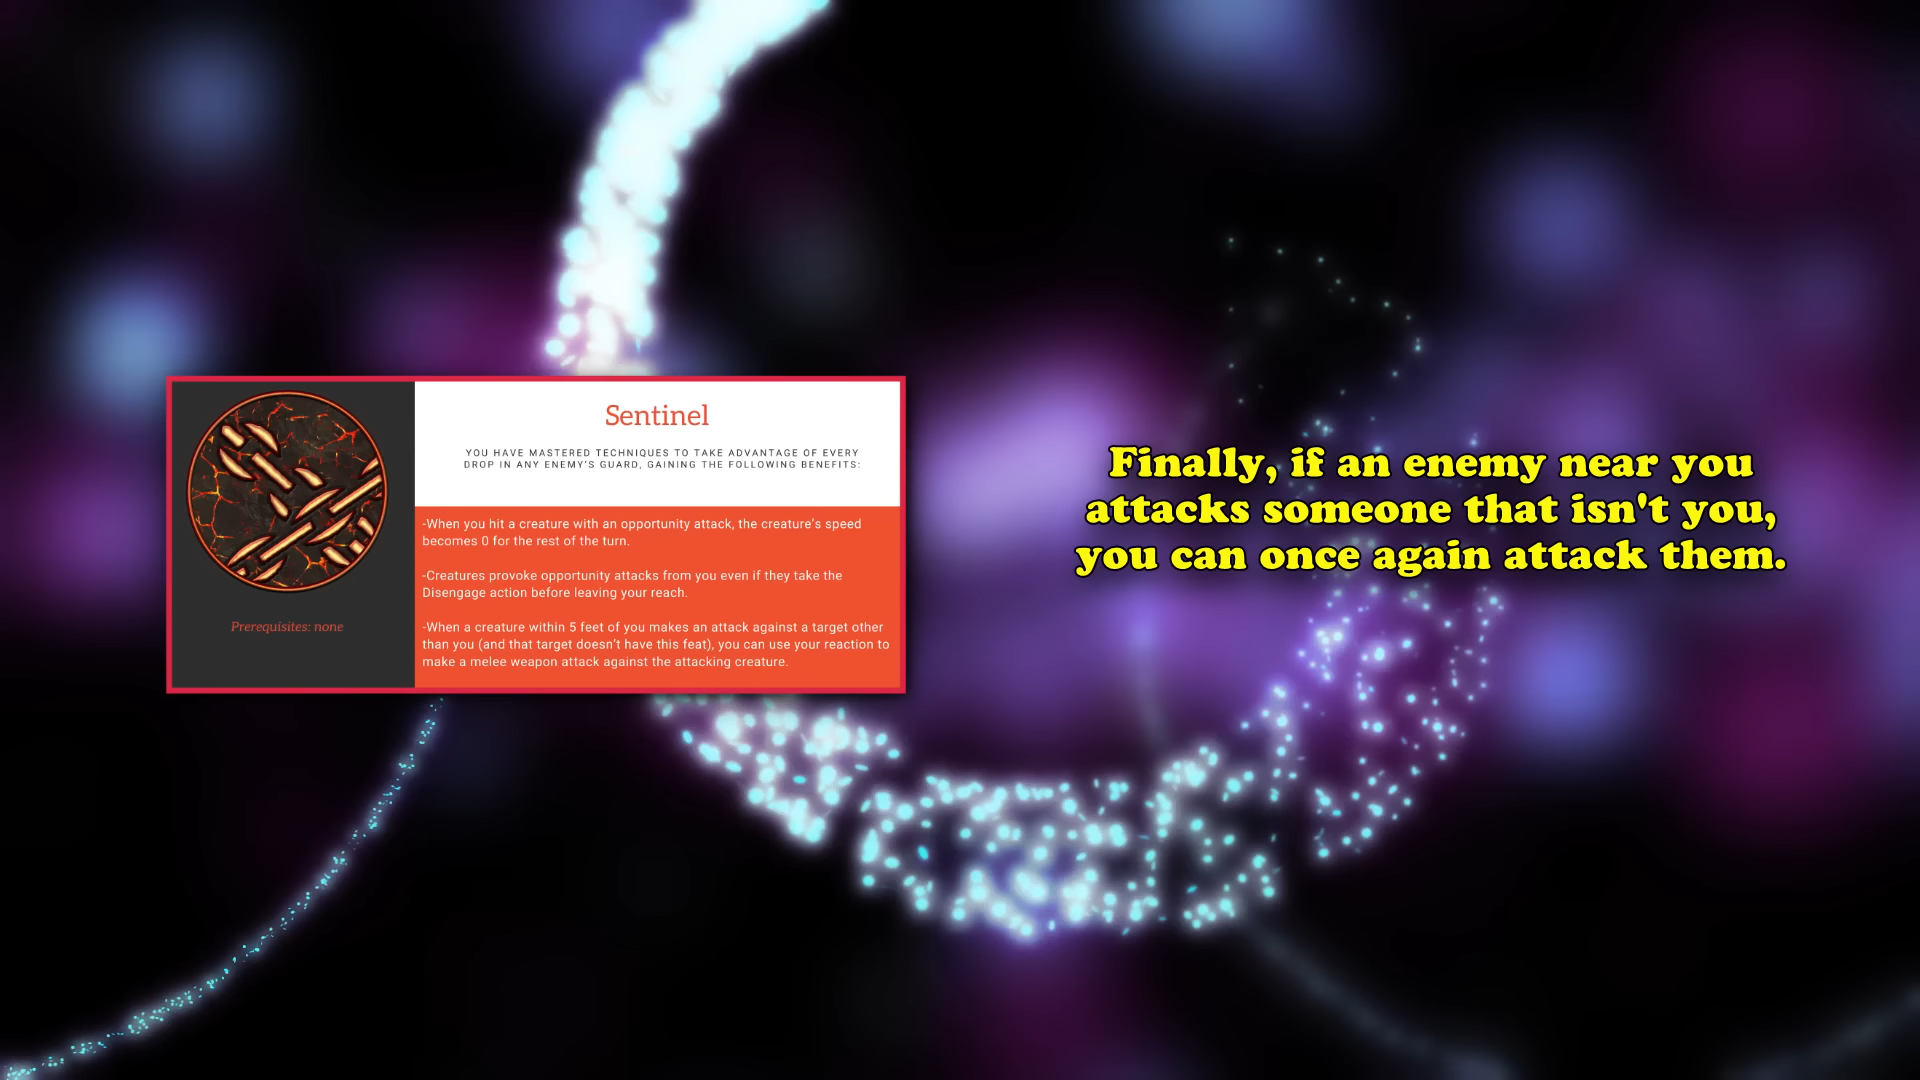 Sentinel
YOU HAVE MASTERED TECHNIQUES TO TAKE ADVANTAGE OF EVERY
DROP IN ANY ENEMY'S GUARD, GAINING THE FOLLOWING BENEFITS:
Prerequisites: none
-When you hit a creature with an opportunity attack, the creature's speed
becomes 0 for the rest of the turn.
-Creatures provoke opportunity attacks from you even if they take the
Disengage action before leaving your reach.
-When a creature within 5 feet of you makes an attack against a target other
than you (and that target doesn't have this feat), you can use your reaction to
make a melee weapon attack against the attacking creature.
Finally, if an enemy near you
attacks someone that isn't you,
you can once again attack them.